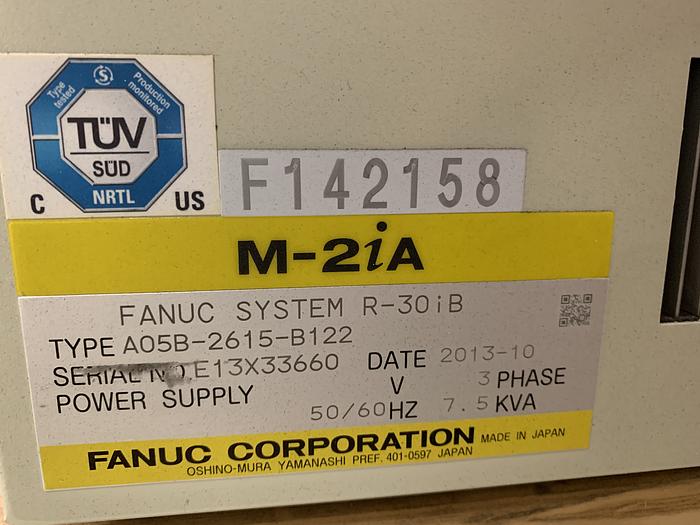 Type tested
S
Production monitored
TÜV
SÜD
NRTL
C US
F142158
M-2iA
FANUC SYSTEM R-30iB
TYPE A05B-2615-B122
SERIAL NO. E13X33660 DATE 2013-10
POWER SUPPLY V 3 PHASE
50/60HZ 7.5 KVA
FANUC CORPORATION MADE IN JAPAN
OSHINO-MURA YAMANASHI PREF. 401-0597 JAPAN